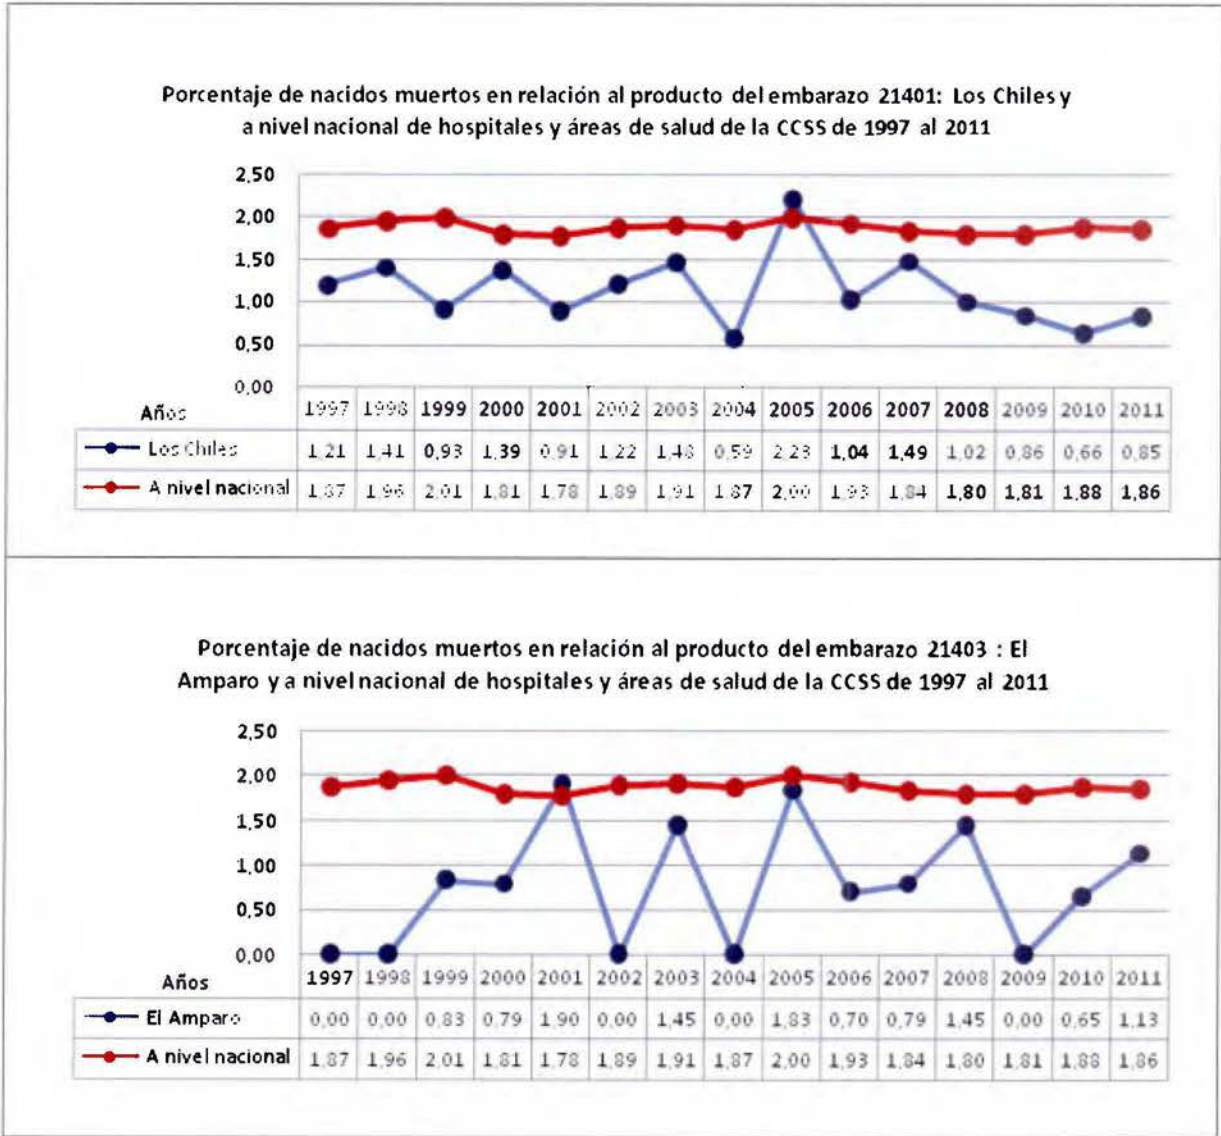 Porcentaje de nacidos muertos en relación al producto del embarazo 21401: Los Chiles y
a nivel nacional de hospitales y áreas de salud de la CCSS de 1997 al 2011
2,50
2,00
1,50
1,00
0,50
0,00
Años 1997 1998 1999 2000 2001 2002 2003 2004 2005 2006 2007 2008 2009 2010 2011
Los Chiles 1,21 1,41 0,93 1,39 0,91 1,22 1,48 0,59 2,23 1,04 1,49 1,02 0,86 0,66 0,85
A nivel nacional 1,87 1,96 2,01 1,81 1,78 1,89 1,91 1,87 2,00 1,93 1,84 1,80 1,81 1,88 1,86
Porcentaje de nacidos muertos en relación al producto del embarazo 21403 : El
Amparo y a nivel nacional de hospitales y áreas de salud de la CCSS de 1997 al 2011
2,50
2,00
1,50
1,00
0,50
0,00
Años 1997 1998 1999 2000 2001 2002 2003 2004 2005 2006 2007 2008 2009 2010 2011
El Amparo 0,00 0,00 0,83 0,79 1,90 0,00 1,45 0,00 1,83 0,70 0,79 1,45 0,00 0,65 1,13
A nivel nacional 1,87 1,96 2,01 1,81 1,78 1,89 1,91 1,87 2,00 1,93 1,84 1,80 1,81 1,88 1,86